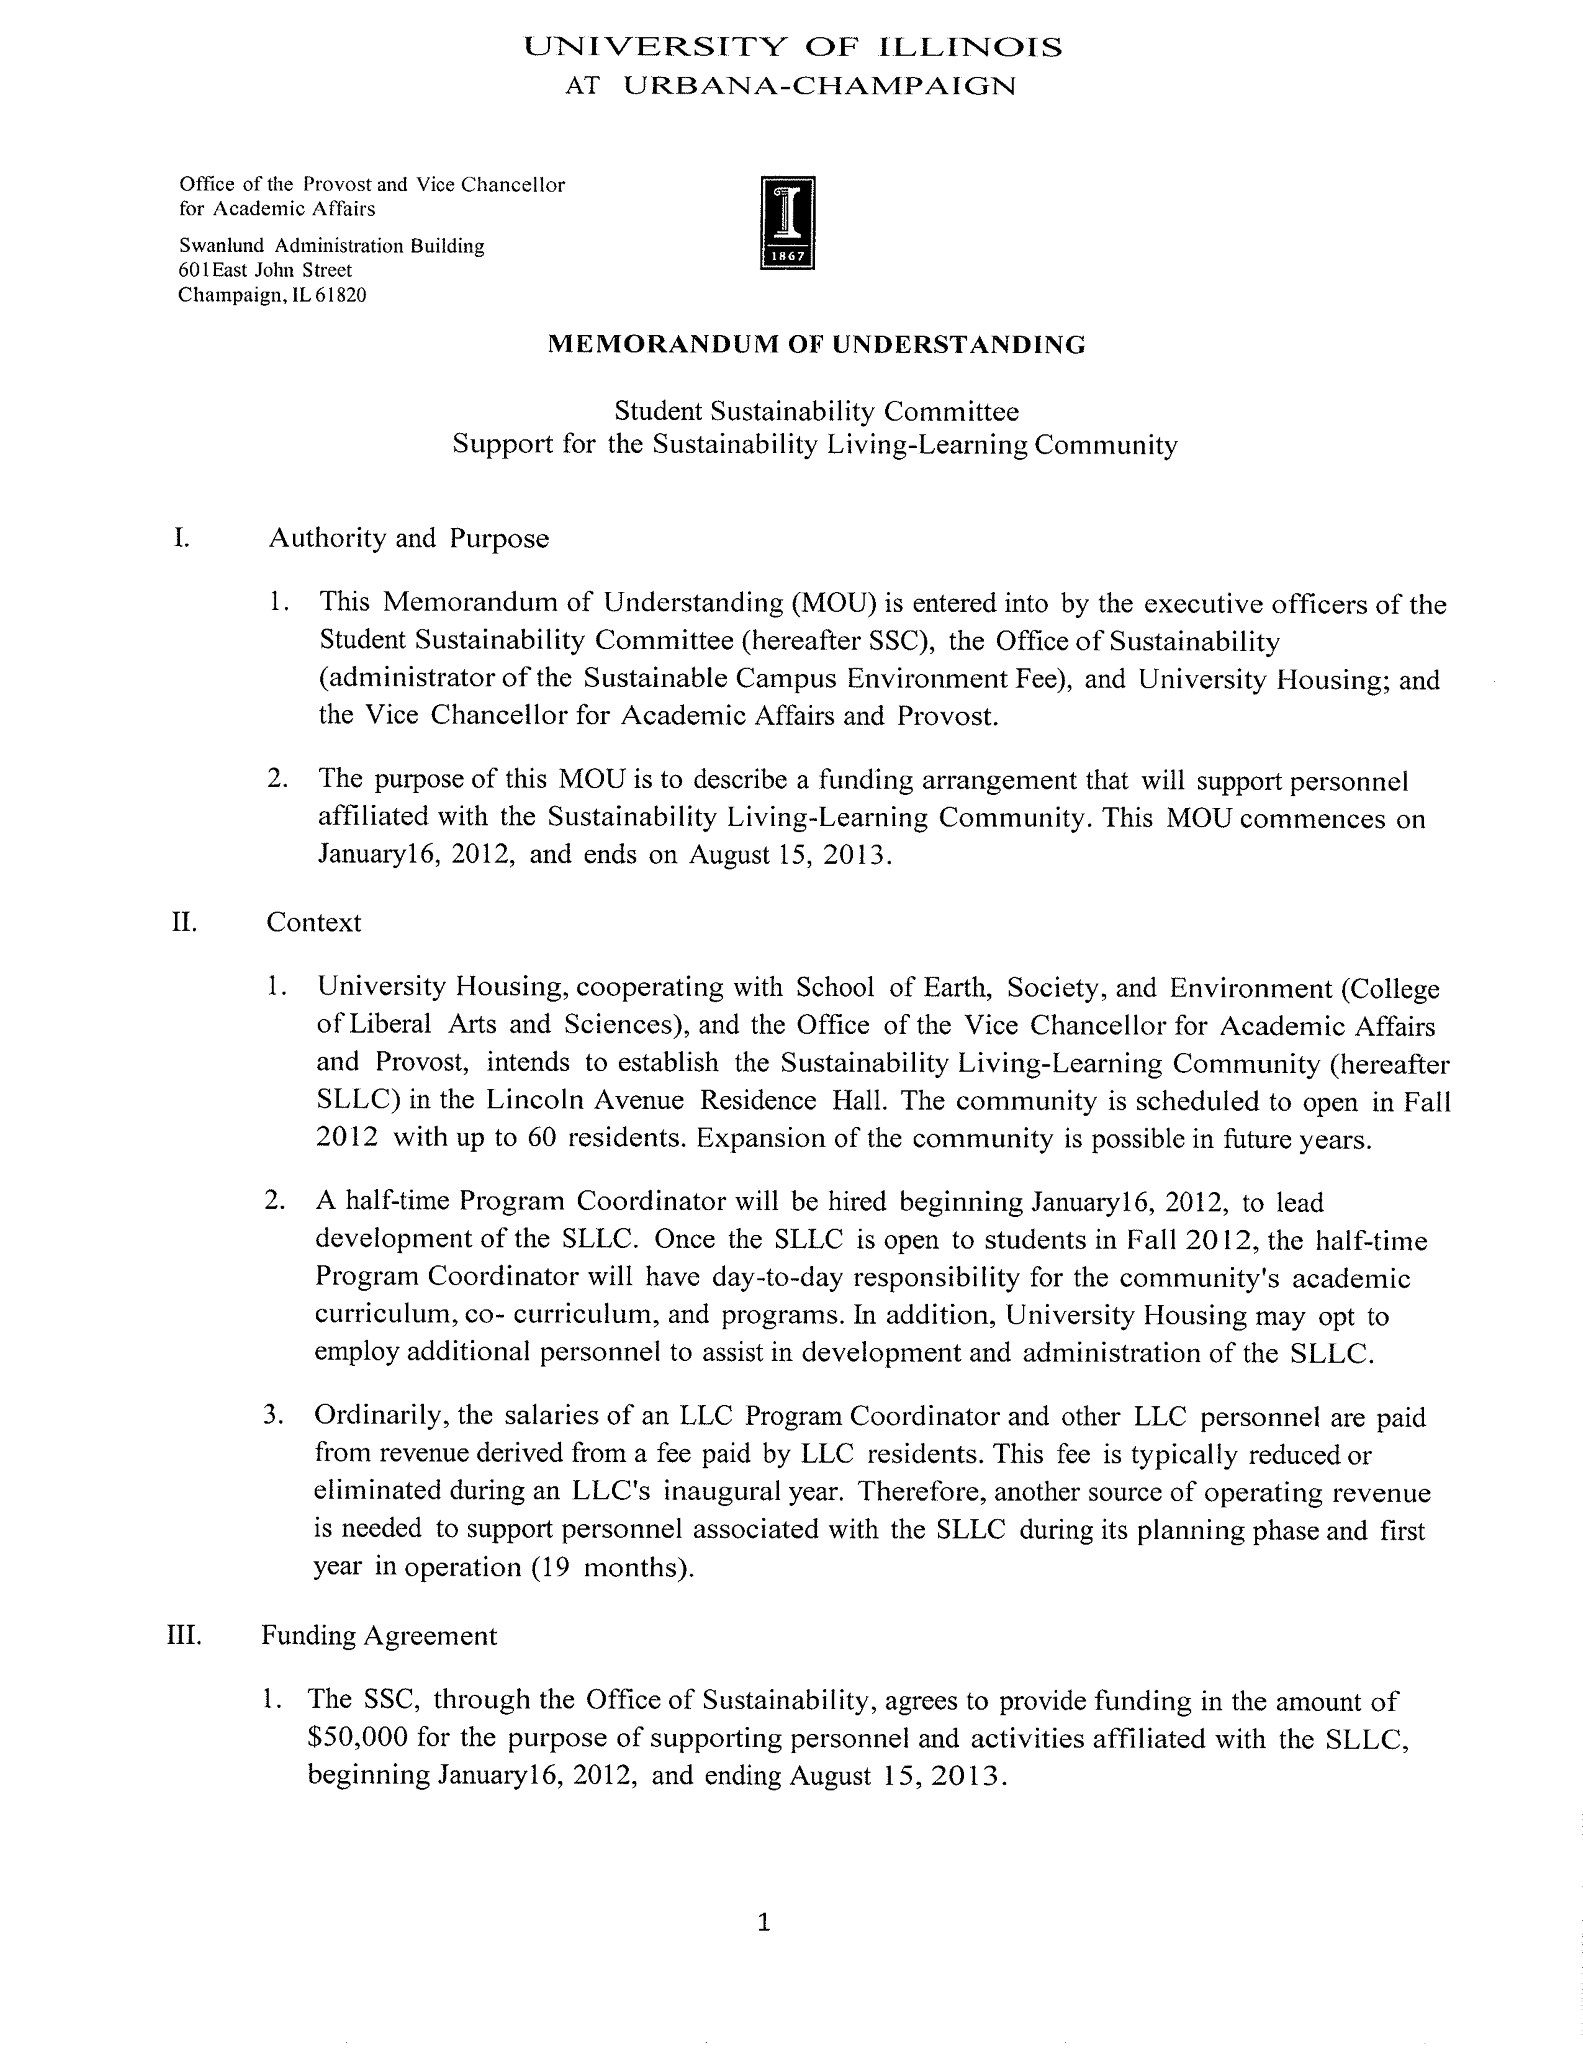 UNIVERSITY OF ILLINOIS
AT URBANA-CHAMPAIGN
Office of the Provost and Vice Chancellor
for Academic Affairs
Swanlund Administration Building
601East John Street
Champaign, IL 61820
1867
MEMORANDUM OF UNDERSTANDING
Student Sustainability Committee
Support for the Sustainability Living-Learning Community
I. Authority and Purpose
1. This Memorandum of Understanding (MOU) is entered into by the executive officers of the
Student Sustainability Committee (hereafter SSC), the Office of Sustainability
(administrator of the Sustainable Campus Environment Fee), and University Housing; and
the Vice Chancellor for Academic Affairs and Provost.
2. The purpose of this MOU is to describe a funding arrangement that will support personnel
affiliated with the Sustainability Living-Learning Community. This MOU commences on
January16, 2012, and ends on August 15, 2013.
II. Context
1. University Housing, cooperating with School of Earth, Society, and Environment (College
of Liberal Arts and Sciences), and the Office of the Vice Chancellor for Academic Affairs
and Provost, intends to establish the Sustainability Living-Learning Community (hereafter
SLLC) in the Lincoln Avenue Residence Hall. The community is scheduled to open in Fall
2012 with up to 60 residents. Expansion of the community is possible in future years.
2. A half-time Program Coordinator will be hired beginning January16, 2012, to lead
development of the SLLC. Once the SLLC is open to students in Fall 2012, the half-time
Program Coordinator will have day-to-day responsibility for the community's academic
curriculum, co- curriculum, and programs. In addition, University Housing may opt to
employ additional personnel to assist in development and administration of the SLLC.
3. Ordinarily, the salaries of an LLC Program Coordinator and other LLC personnel are paid
from revenue derived from a fee paid by LLC residents. This fee is typically reduced or
eliminated during an LLC's inaugural year. Therefore, another source of operating revenue
is needed to support personnel associated with the SLLC during its planning phase and first
year in operation (19 months).
III. Funding Agreement
1. The SSC, through the Office of Sustainability, agrees to provide funding in the amount of
$50,000 for the purpose of supporting personnel and activities affiliated with the SLLC,
beginning January16, 2012, and ending August 15, 2013.
1